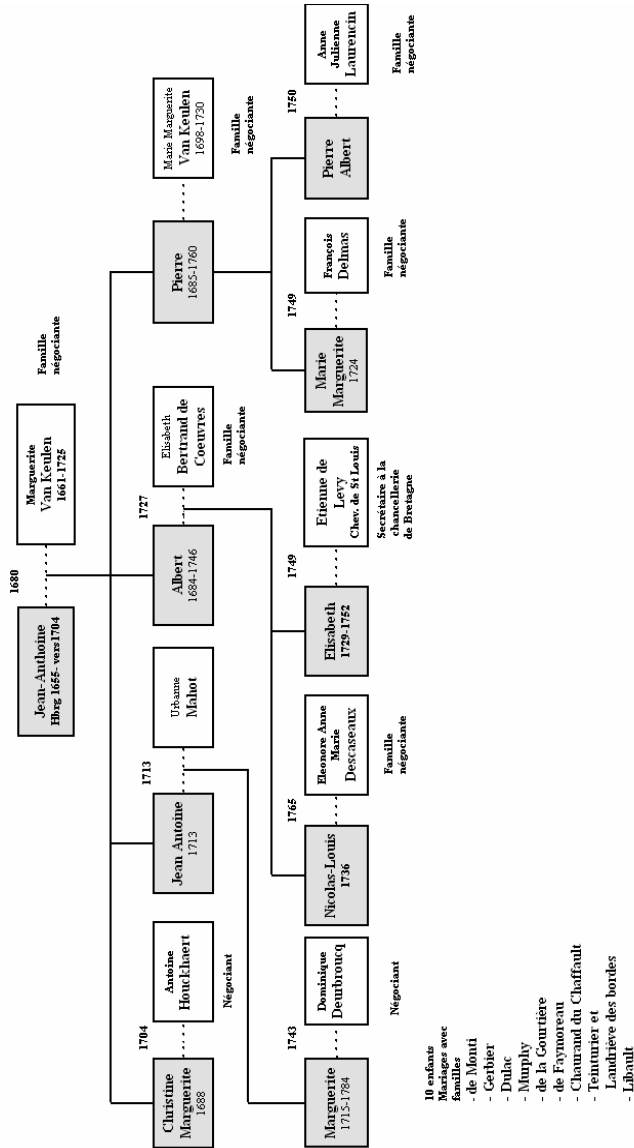 1680
Jean-Anthoine
Hbrg 1655- vers1704
Marguerite
Van Keulen
1661-1725
Famille
négociante
1704
Christine
Marguerite
1688
Antoine
Houckhaert
Négociant
1713
Jean Antoine
1713
Urbanne
Mahot
1727
Albert
1684-1746
Elisabeth
Bertrand de
Coeuvres
Famille
négociante
Pierre
1685-1760
Marie Marguerite
Van Keulen
1698-1730
Famille
négociante
1743
Marguerite
1715-1784
Dominique
Deurbroucq
Négociant
1765
Nicolas-Louis
1736
Eleonore Anne
Marie
Descaseaux
Famille
négociante
1749
Elisabeth
1729-1752
Etienne de
Levy
Chev. de St Louis
Secrétaire à la
chancellerie
de Bretagne
1749
Marie
Marguerite
1724
François
Delmas
Famille
négociante
1750
Pierre
Albert
Anne
Julienne
Laurencin
Famille
négociante
10 enfants
Mariages avec
familles
- de Monti
- Gerbier
- Dulac
- Murphy
- de la Gourtière
- de Faymoreau
- Chaurand du Chaffault
- Teinturier et
Landriève des bordes
- Libault